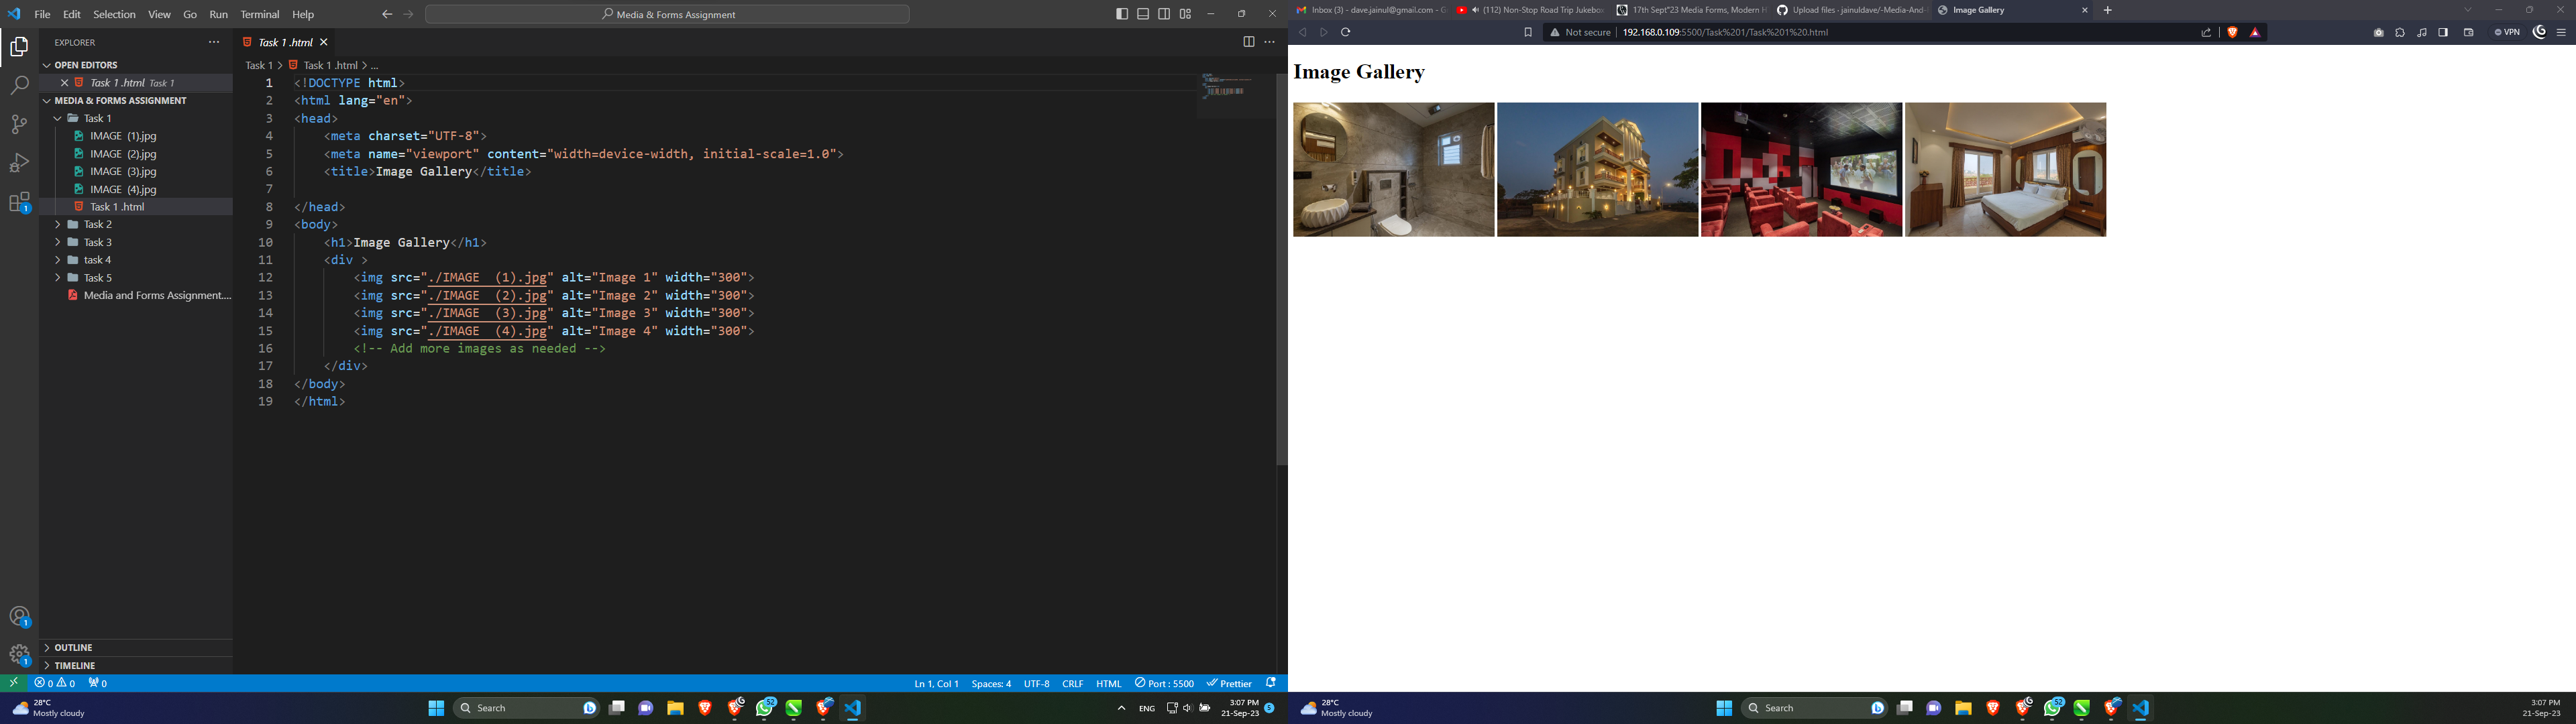 File Edit Selection View Go Run Terminal Help
Media & Forms Assignment
EXPLORER
OPEN EDITORS
Task 1 .html Task 1
MEDIA & FORMS ASSIGNMENT
Task 1
IMAGE (1).jpg
IMAGE (2).jpg
IMAGE (3).jpg
IMAGE (4).jpg
Task 1 .html
Task 2
Task 3
task 4
Task 5
Media and Forms Assignment....
OUTLINE
TIMELINE
Task 1 .html
Task 1 > Task 1 .html > ...
1 <!DOCTYPE html>
2 <html lang="en">
3 <head>
4 <meta charset="UTF-8">
5 <meta name="viewport" content="width=device-width, initial-scale=1.0">
6 <title>Image Gallery</title>
7
8 </head>
9 <body>
10 <h1>Image Gallery</h1>
11 <div >
12 <img src="./IMAGE  (1).jpg" alt="Image 1" width="300">
13 <img src="./IMAGE  (2).jpg" alt="Image 2" width="300">
14 <img src="./IMAGE  (3).jpg" alt="Image 3" width="300">
15 <img src="./IMAGE  (4).jpg" alt="Image 4" width="300">
16 <!-- Add more images as needed -->
17 </div>
18 </body>
19 </html>
0 0 0
Ln 1, Col 1 Spaces: 4 UTF-8 CRLF HTML Port : 5500 Prettier
28°C
Mostly cloudy
Search
52
ENG
3:07 PM
21-Sep-23
5
Inbox (3) - dave.jainul@gmail.com - G
(112) Non-Stop Road Trip Jukebox
17th Sept"23 Media Forms, Modern H
Upload files · jainuldave/-Media-And-
Image Gallery
Not secure 192.168.0.109:5500/Task%201/Task%201%20.html
VPN
Image Gallery
28°C
Mostly cloudy
Search
52
3:07 PM
21-Sep-23